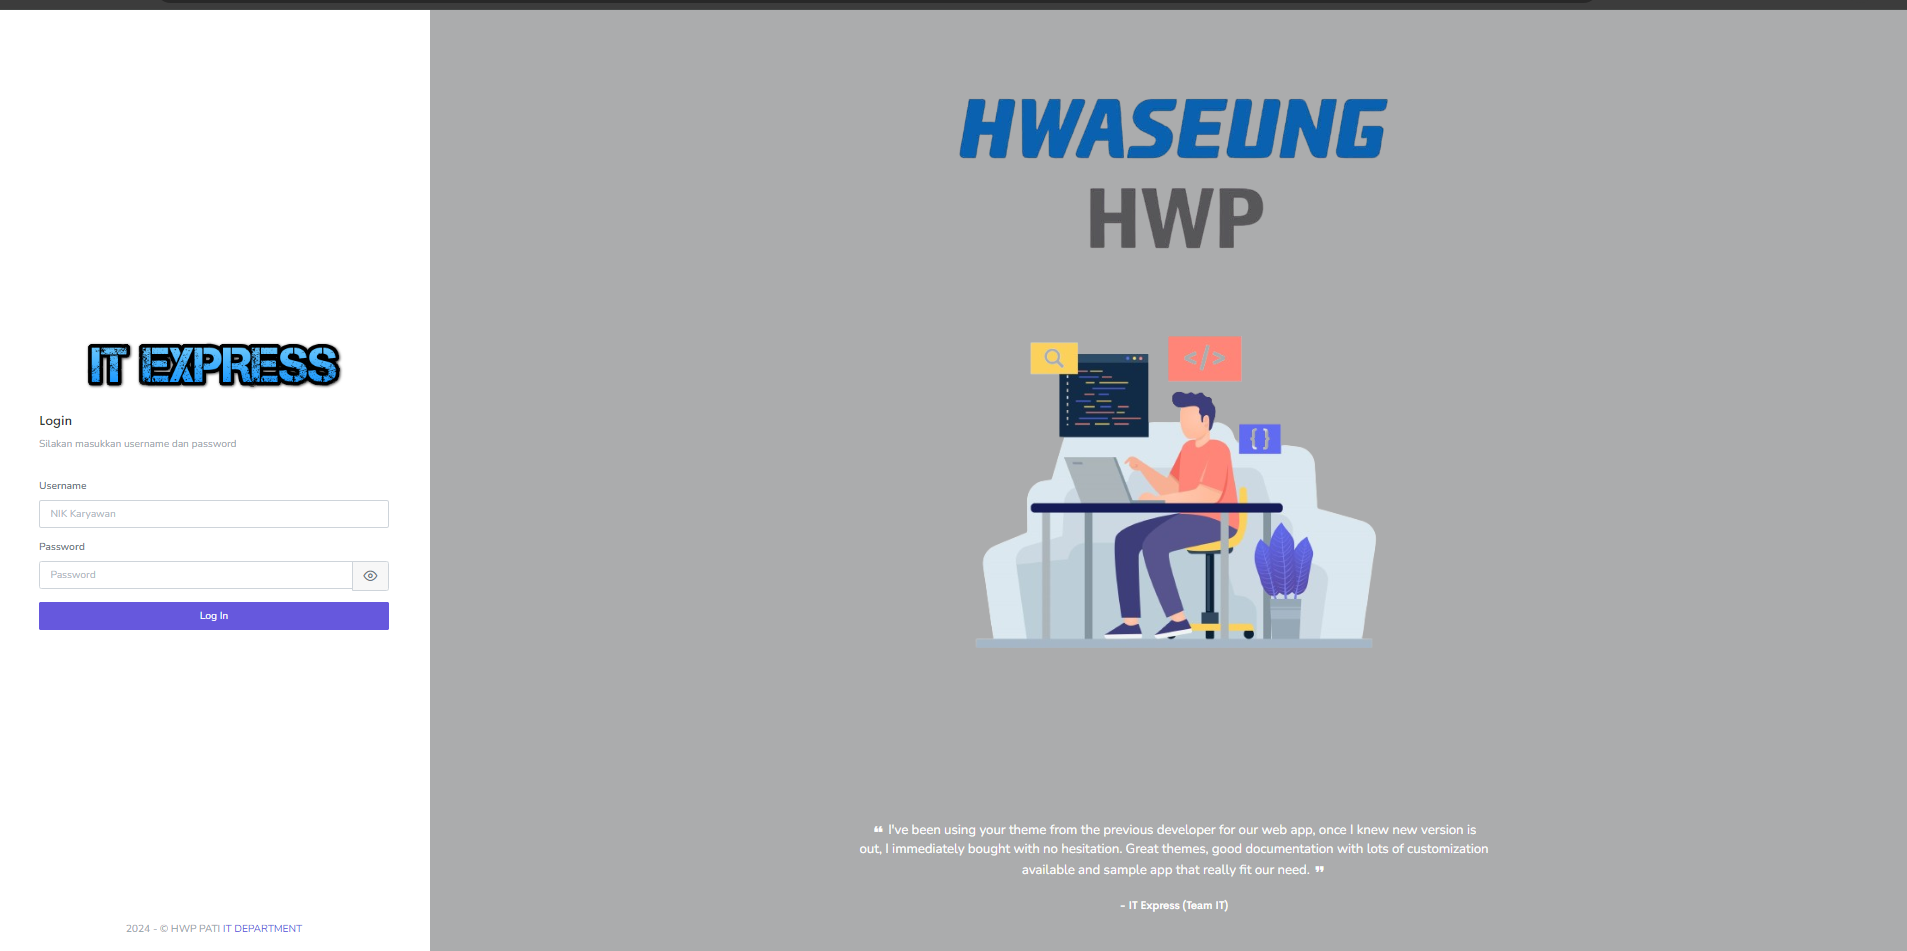 IT EXPRESS
Login
Silakan masukkan username dan password
Username
NIK Karyawan
Password
Password
Log In
2024 - © HWP PATI IT DEPARTMENT
HWASEUNG
HWP
</>
{ }
❝ I've been using your theme from the previous developer for our web app, once I knew new version is
out, I immediately bought with no hesitation. Great themes, good documentation with lots of customization
available and sample app that really fit our need. ❞
- IT Express (Team IT)